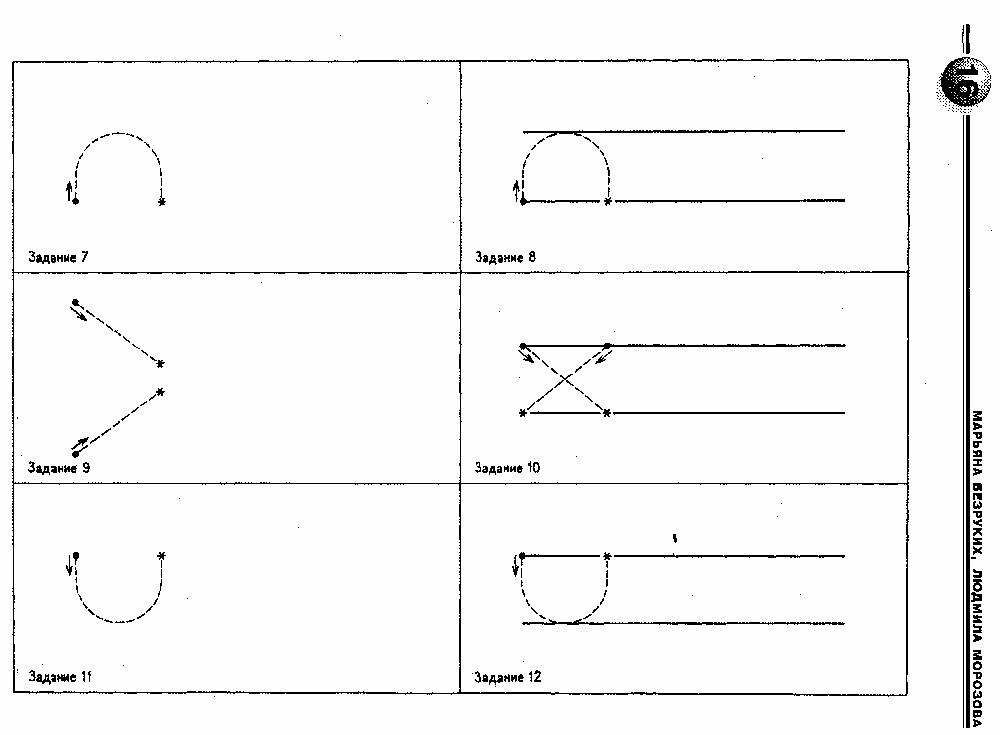 16
Задание 7
Задание 8
Задание 9
Задание 10
Задание 11
Задание 12
МАРЬЯНА БЕЗРУКИХ, ЛЮДМИЛА МОРОЗОВА